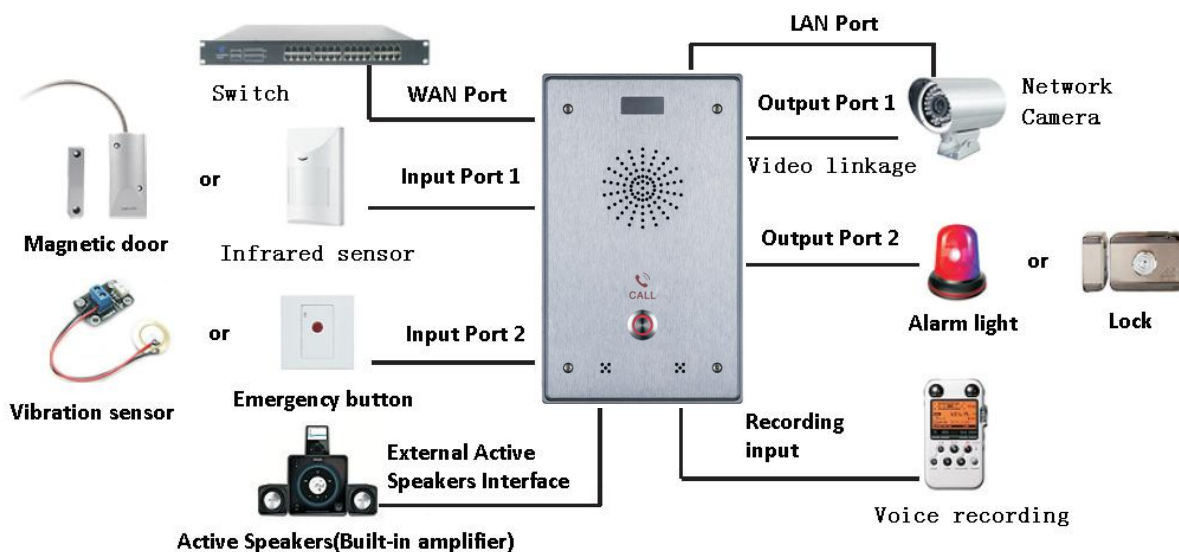 LAN Port
Switch
WAN Port
Output Port 1
Network
Camera
Video linkage
or
Input Port 1
Magnetic door
Infrared sensor
Output Port 2
or
CALL
or
Input Port 2
Alarm light
Lock
Vibration sensor
Emergency button
External Active
Speakers Interface
Recording
input
Voice recording
Active Speakers(Built-in amplifier)